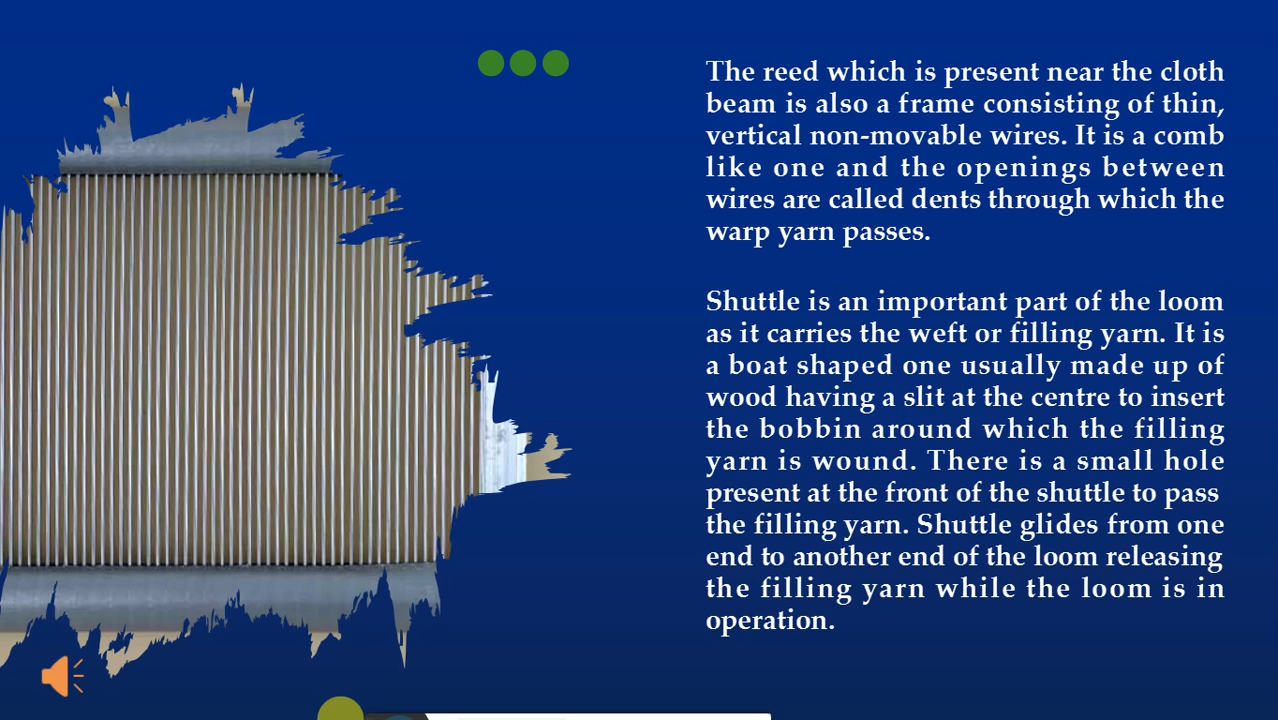 The reed which is present near the cloth
beam is also a frame consisting of thin,
vertical non-movable wires. It is a comb
like one and the openings between
wires are called dents through which the
warp yarn passes.
Shuttle is an important part of the loom
as it carries the weft or filling yarn. It is
a boat shaped one usually made up of
wood having a slit at the centre to insert
the bobbin around which the filling
yarn is wound. There is a small hole
present at the front of the shuttle to pass
the filling yarn. Shuttle glides from one
end to another end of the loom releasing
the filling yarn while the loom is in
operation.